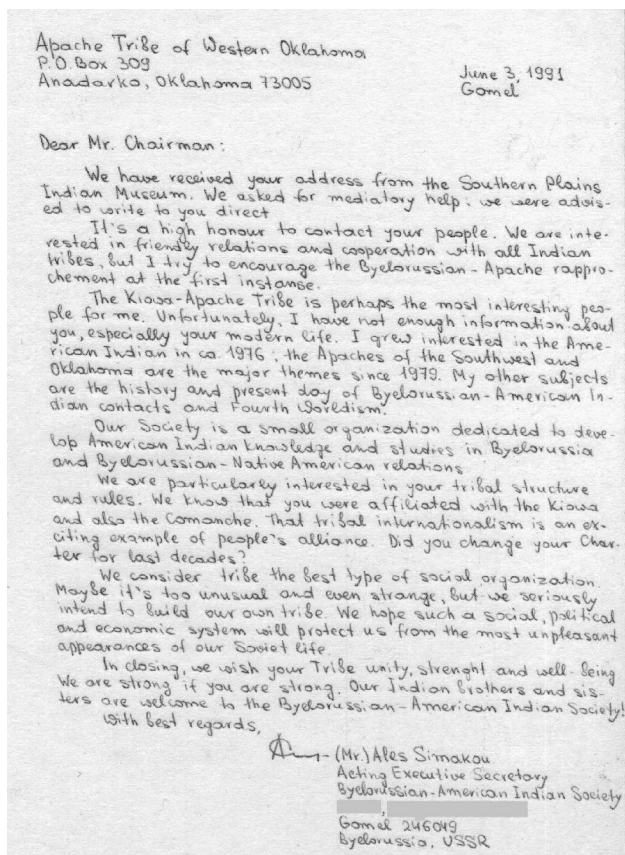 Apache Tribe of Western Oklahoma
P.O. Box 309
Anadarko, Oklahoma 73005
June 3, 1991
Gomel
Dear Mr. Chairman:
We have received your address from the Southern Plains
Indian Museum. We asked for mediatory help; we were advis-
ed to write to you direct
It's a high honour to contact your people. We are inte-
rested in friendly relations and cooperation with all Indian
tribes, but I try to encourage the Byelorussian-Apache rappro-
chement at the first instanse.
The Kiowa-Apache Tribe is perhaps the most interesting peo-
ple for me. Unfortunately, I have not enough information about
you, especially your modern life. I grew interested in the Ame-
rican Indian in ca. 1976; the Apaches of the Southwest and
Oklahoma are the major themes since 1979. My other subjects
are the history and present day of Byelorussian-American In-
dian contacts and Fourth Worldism.
Our Society is a small organization dedicated to deve-
lop American Indian knowledge and studies in Byelorussia
and Byelorussian-Native American relations
We are particularly interested in your tribal structure
and rules. We know that you were affiliated with the Kiowa
and also the Comanche. That tribal internationalism is an ex-
citing example of people's alliance. Did you change your Char-
ter for last decades?
We consider tribe the best type of social organization.
Maybe it's too unusual and even strange, but we seriously
intend to build our own tribe. We hope such a social, political
and economic system will protect us from the most unpleasant
appearances of our Soviet life.
In closing, we wish your Tribe unity, strenght and well-being
We are strong if you are strong. Our Indian brothers and sis-
ters are welcome to the Byelorussian-American Indian Society!
With best regards,
(Mr.) Ales Simakou
Acting Executive Secretary
Byelorussian-American Indian Society
Gomel 246049
Byelorussia, USSR